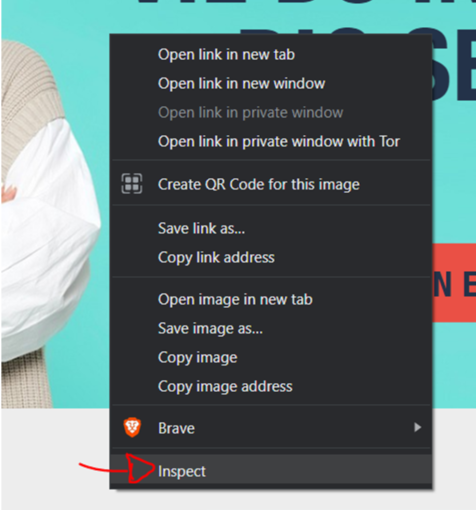 SE
Open link in new tab
Open link in new window
Open link in private window
Open link in private window with Tor
Create QR Code for this image
Save link as...
Copy link address
Open image in new tab
N E
Save image as...
Copy image
Copy image address
Brave
Inspect